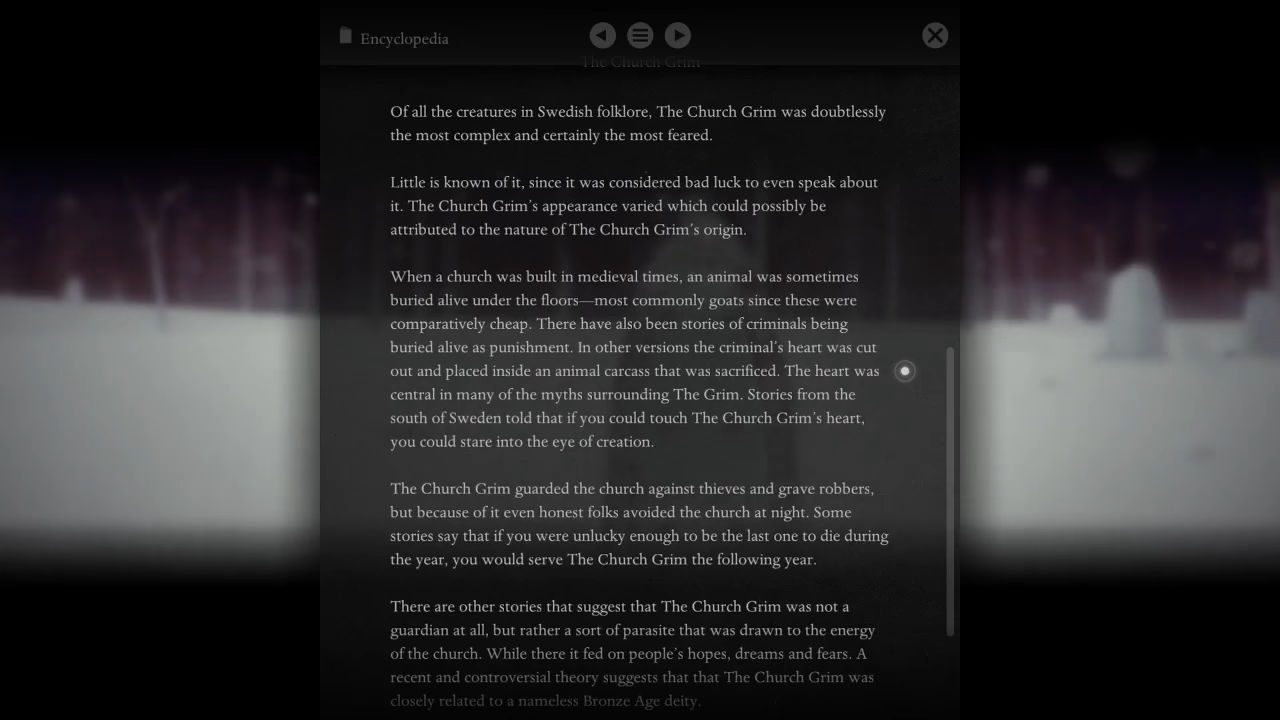 Encyclopedia
The Church Grim
Of all the creatures in Swedish folklore, The Church Grim was doubtlessly
the most complex and certainly the most feared.
Little is known of it, since it was considered bad luck to even speak about
it. The Church Grim's appearance varied which could possibly be
attributed to the nature of The Church Grim's origin.
When a church was built in medieval times, an animal was sometimes
buried alive under the floors—most commonly goats since these were
comparatively cheap. There have also been stories of criminals being
buried alive as punishment. In other versions the criminal's heart was cut
out and placed inside an animal carcass that was sacrificed. The heart was
central in many of the myths surrounding The Grim. Stories from the
south of Sweden told that if you could touch The Church Grim's heart,
you could stare into the eye of creation.
The Church Grim guarded the church against thieves and grave robbers,
but because of it even honest folks avoided the church at night. Some
stories say that if you were unlucky enough to be the last one to die during
the year, you would serve The Church Grim the following year.
There are other stories that suggest that The Church Grim was not a
guardian at all, but rather a sort of parasite that was drawn to the energy
of the church. While there it fed on people's hopes, dreams and fears. A
recent and controversial theory suggests that that The Church Grim was
closely related to a nameless Bronze Age deity.